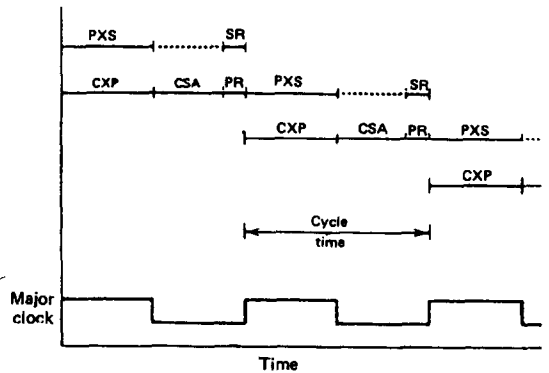 PXS SR
CXP CSA PR PXS SR
CXP CSA PR PXS
CXP
Cycle
time
Major
clock
Time